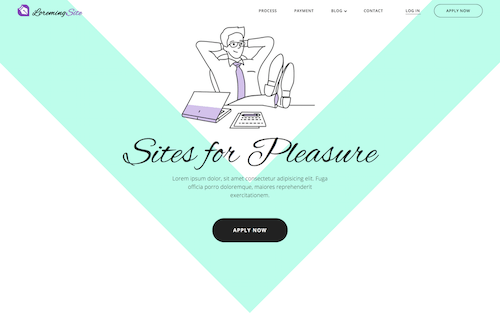 LoremingSite
PROCESS PAYMENT BLOG CONTACT LOG IN APPLY NOW
Sites for Pleasure
Lorem ipsum dolor, sit amet consectetur adipisicing elit. Fuga
officia porro doloremque, maiores reprehenderit
exercitationem.
APPLY NOW